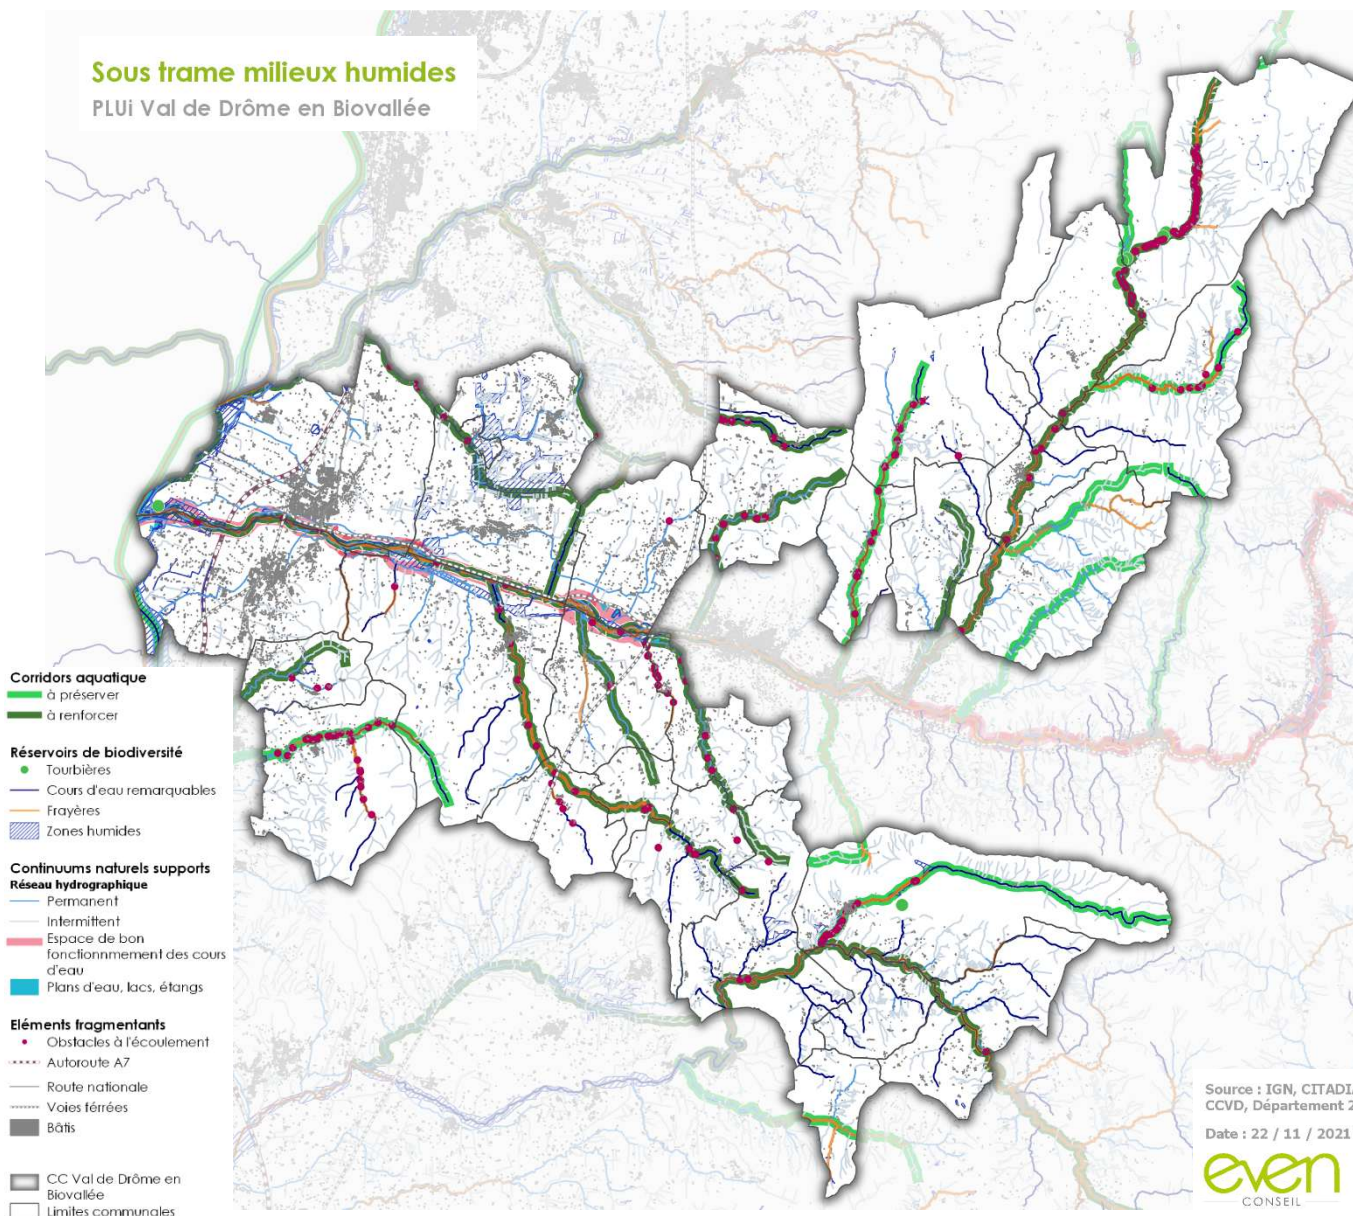 Sous trame milieux humides
PLUi Val de Drôme en Biovallée
Corridors aquatique
à préserver
à renforcer
Réservoirs de biodiversité
Tourbières
Cours d'eau remarquables
Frayères
Zones humides
Continuums naturels supports
Réseau hydrographique
Permanent
Intermittent
Espace de bon
fonctionnmement des cours
d'eau
Plans d'eau, lacs, étangs
Eléments fragmentants
Obstacles à l'écoulement
Autoroute A7
Route nationale
Voies férrées
Bâtis
CC Val de Drôme en
Biovallée
Limites communales
Source : IGN, CITADIA
CCVD, Département 2
Date : 22 / 11 / 2021
even
CONSEIL